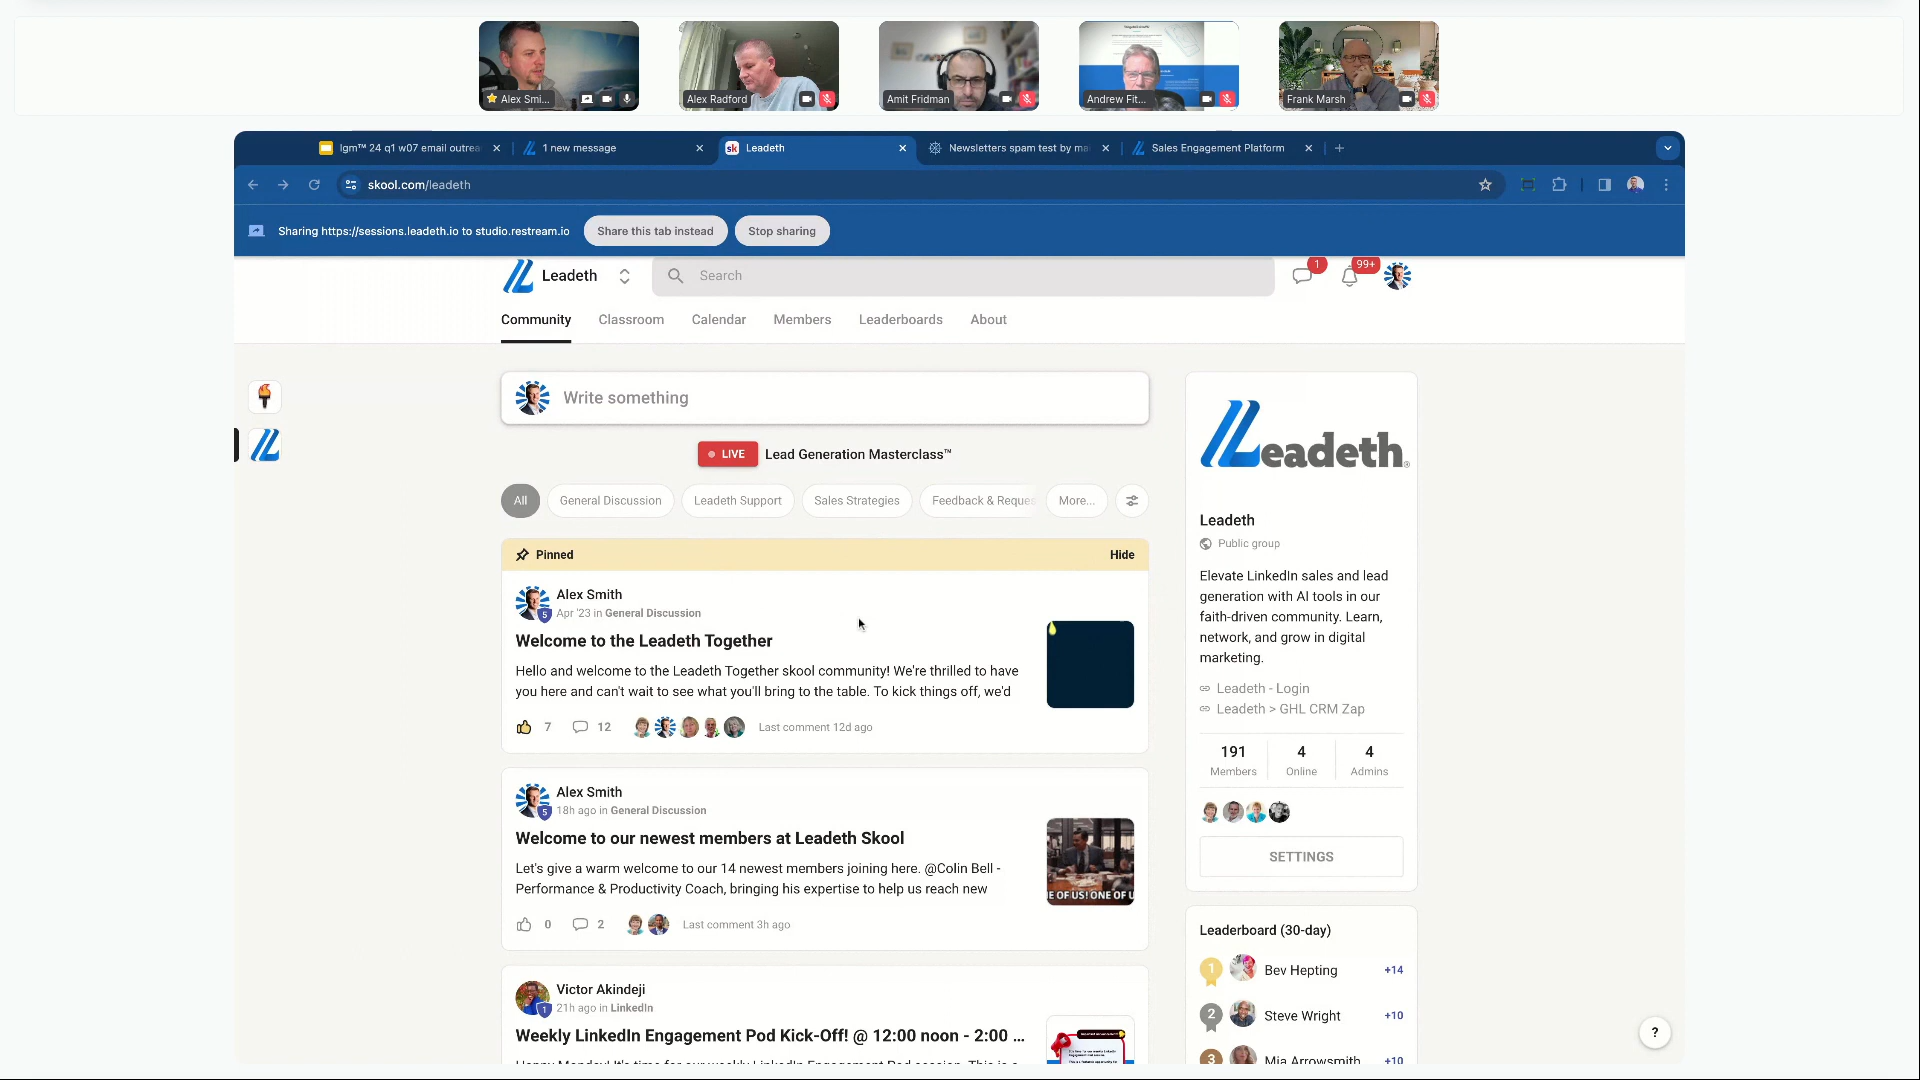 Alex Smi...
Alex Radford
Amit Fridman
Andrew Fit...
Frank Marsh
lgm™ 24 q1 w07 email outrea
1 new message
sk
Leadeth
Newsletters spam test by ma
Sales Engagement Platform
skool.com/leadeth
Sharing https://sessions.leadeth.io to studio.restream.io
Share this tab instead
Stop sharing
Leadeth
Search
1
99+
Community
Classroom
Calendar
Members
Leaderboards
About
Write something
LIVE
Lead Generation Masterclass™
All
General Discussion
Leadeth Support
Sales Strategies
Feedback & Reques
More...
Pinned
Hide
Alex Smith
5
Apr '23 in General Discussion
Welcome to the Leadeth Together
Hello and welcome to the Leadeth Together skool community! We're thrilled to have
you here and can't wait to see what you'll bring to the table. To kick things off, we'd
7
12
Last comment 12d ago
Alex Smith
5
18h ago in General Discussion
Welcome to our newest members at Leadeth Skool
Let's give a warm welcome to our 14 newest members joining here. @Colin Bell -
Performance & Productivity Coach, bringing his expertise to help us reach new
E OF US! ONE OF U
0
2
Last comment 3h ago
Victor Akindeji
1
21h ago in LinkedIn
Weekly LinkedIn Engagement Pod Kick-Off! @ 12:00 noon - 2:00 ...
Leadeth®
Leadeth
Public group
Elevate LinkedIn sales and lead
generation with AI tools in our
faith-driven community. Learn,
network, and grow in digital
marketing.
Leadeth - Login
Leadeth > GHL CRM Zap
191
Members
4
Online
4
Admins
SETTINGS
Leaderboard (30-day)
1
Bev Hepting
+14
2
Steve Wright
+10
3
Mia Arrowsmith
+10
?